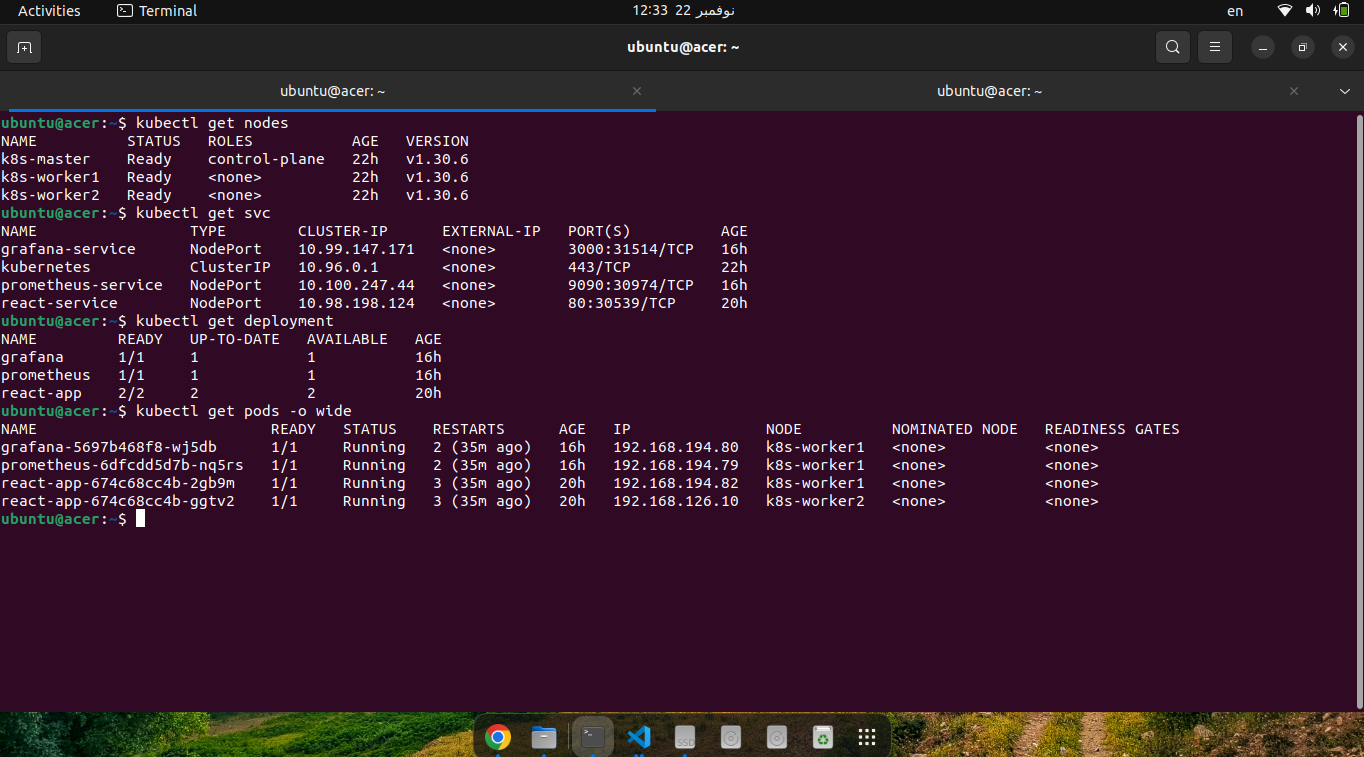 Activities Terminal 12:33 22 نوفمبر en
ubuntu@acer: ~
ubuntu@acer: ~ ubuntu@acer: ~
ubuntu@acer:~$ kubectl get nodes
NAME STATUS ROLES AGE VERSION
k8s-master Ready control-plane 22h v1.30.6
k8s-worker1 Ready <none> 22h v1.30.6
k8s-worker2 Ready <none> 22h v1.30.6
ubuntu@acer:~$ kubectl get svc
NAME TYPE CLUSTER-IP EXTERNAL-IP PORT(S) AGE
grafana-service NodePort 10.99.147.171 <none> 3000:31514/TCP 16h
kubernetes ClusterIP 10.96.0.1 <none> 443/TCP 22h
prometheus-service NodePort 10.100.247.44 <none> 9090:30974/TCP 16h
react-service NodePort 10.98.198.124 <none> 80:30539/TCP 20h
ubuntu@acer:~$ kubectl get deployment
NAME READY UP-TO-DATE AVAILABLE AGE
grafana 1/1 1 1 16h
prometheus 1/1 1 1 16h
react-app 2/2 2 2 20h
ubuntu@acer:~$ kubectl get pods -o wide
NAME READY STATUS RESTARTS AGE IP NODE NOMINATED NODE READINESS GATES
grafana-5697b468f8-wj5db 1/1 Running 2 (35m ago) 16h 192.168.194.80 k8s-worker1 <none> <none>
prometheus-6dfcdd5d7b-nq5rs 1/1 Running 2 (35m ago) 16h 192.168.194.79 k8s-worker1 <none> <none>
react-app-674c68cc4b-2gb9m 1/1 Running 3 (35m ago) 20h 192.168.194.82 k8s-worker1 <none> <none>
react-app-674c68cc4b-ggtv2 1/1 Running 3 (35m ago) 20h 192.168.126.10 k8s-worker2 <none> <none>
ubuntu@acer:~$
SSD